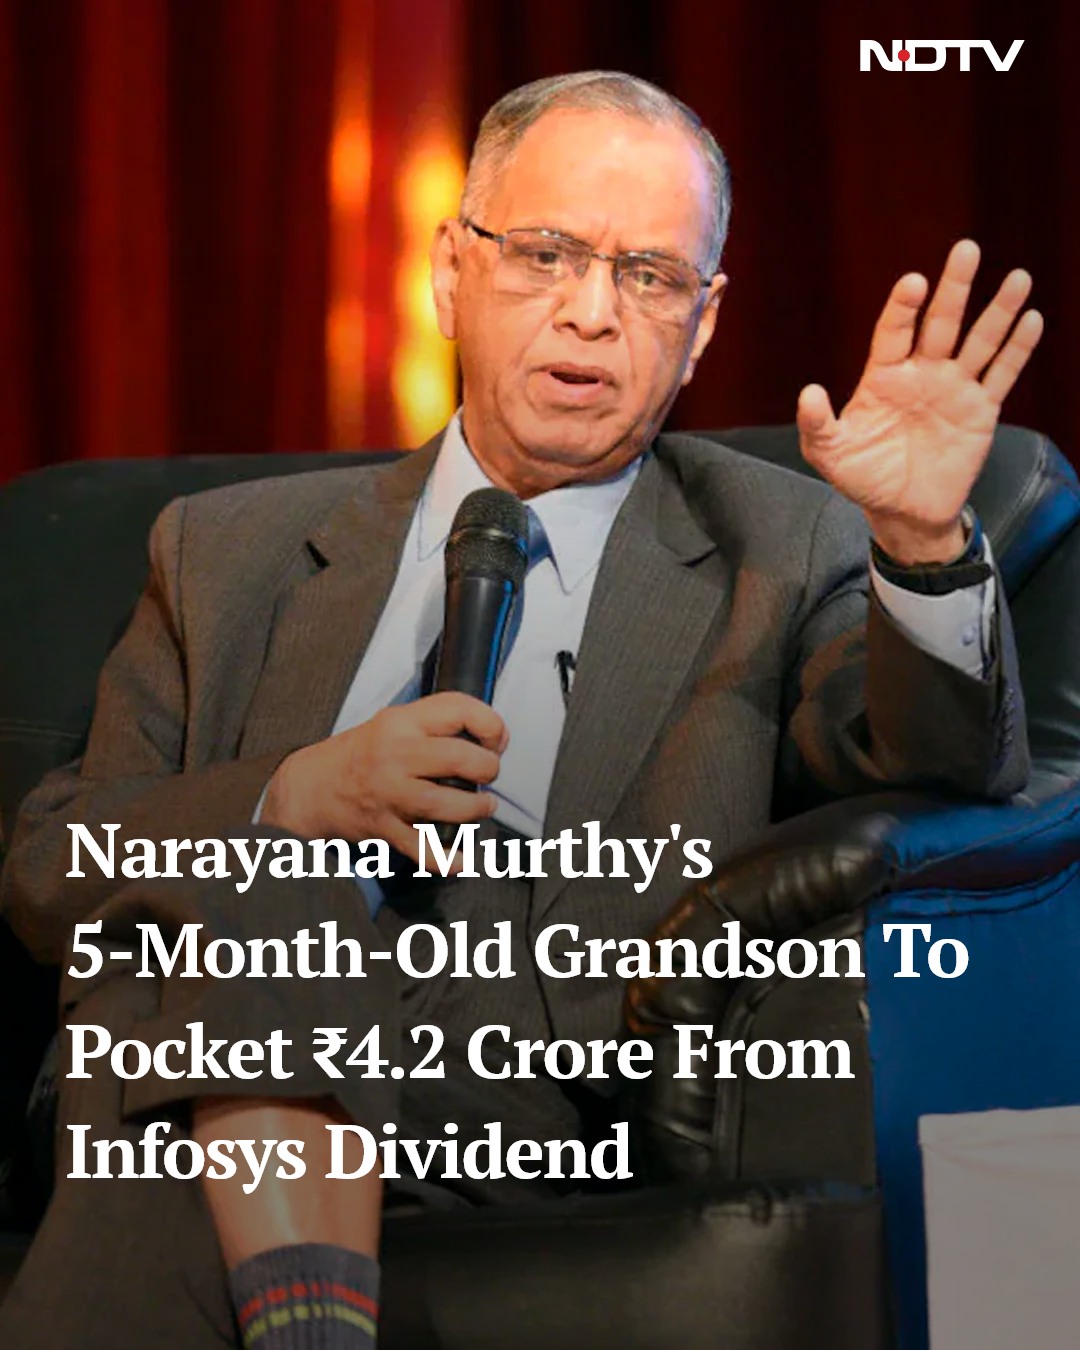 NDTV
Narayana Murthy's
5-Month-Old Grandson To
Pocket ₹4.2 Crore From
Infosys Dividend